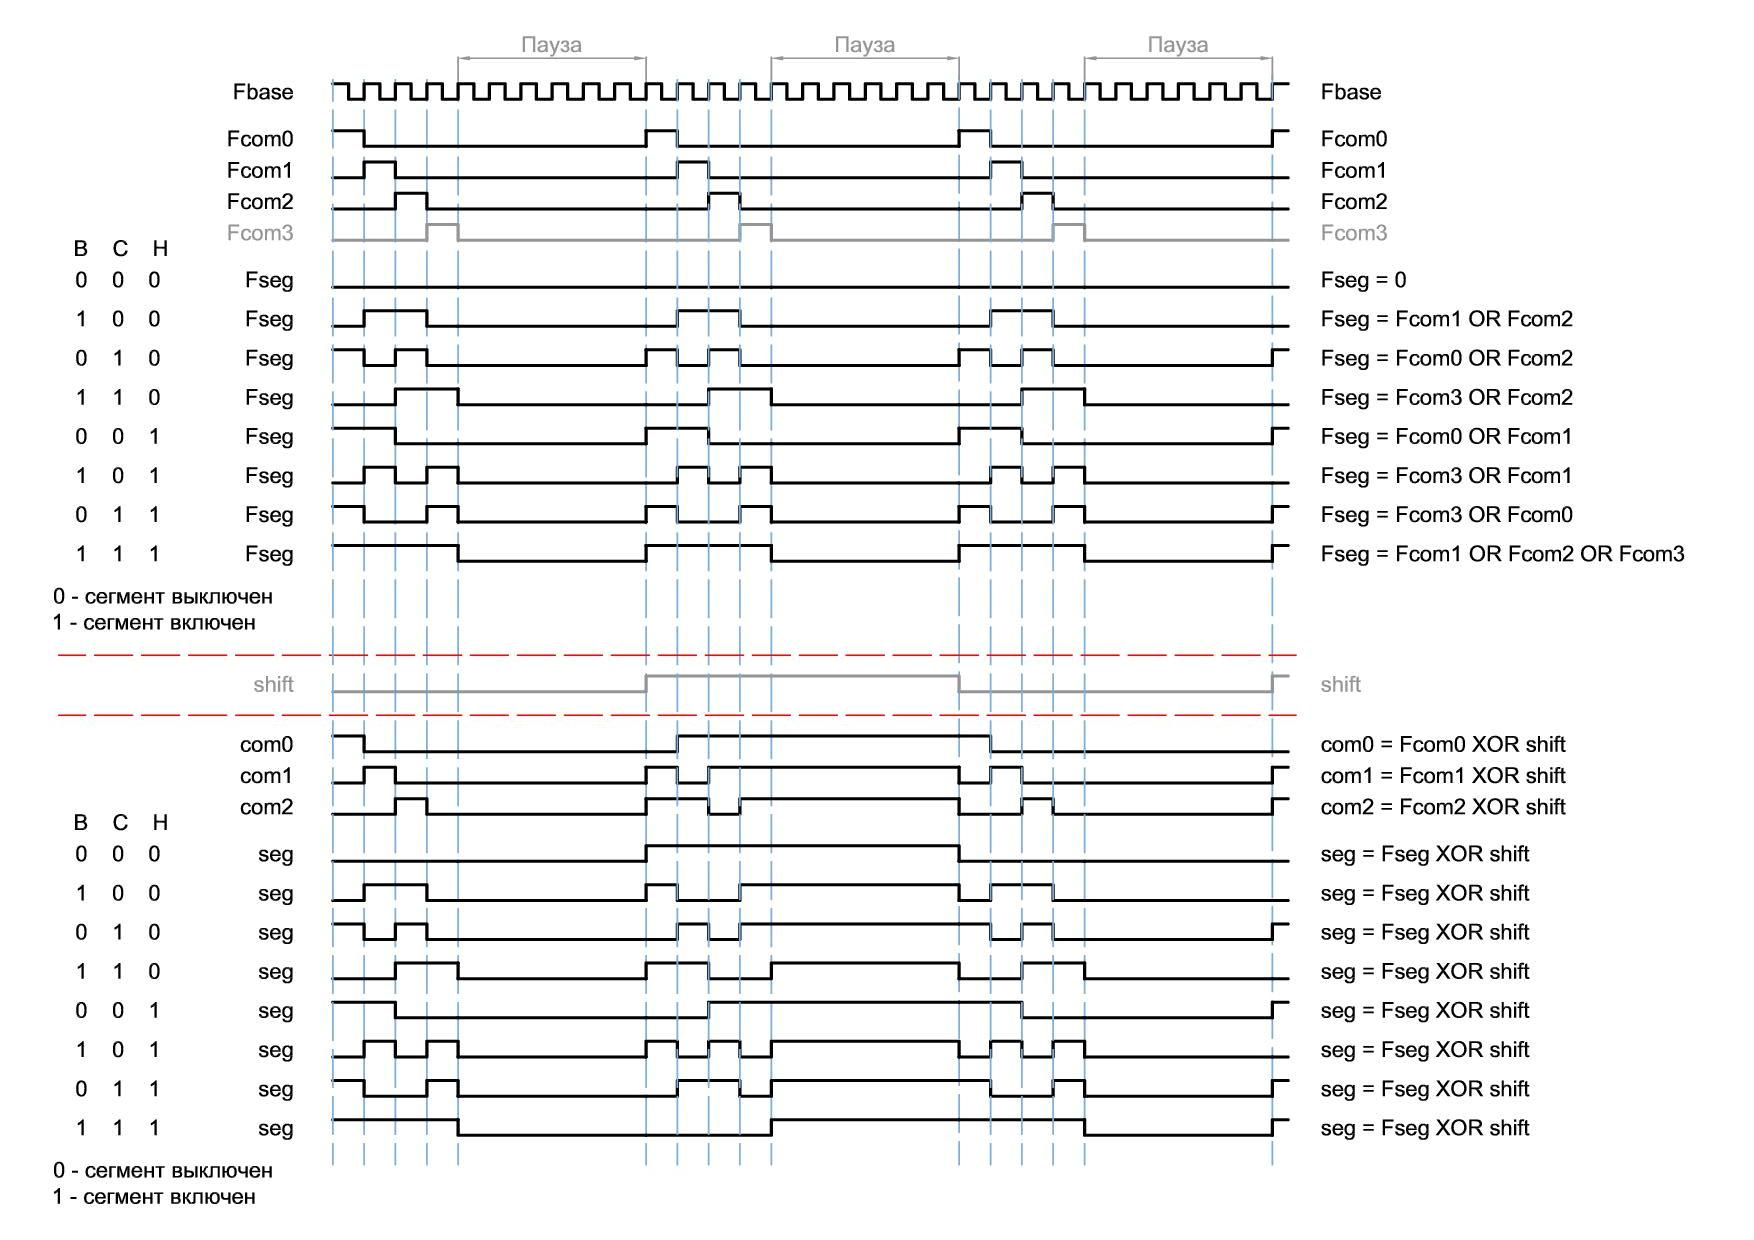 Пауза Пауза Пауза
Fbase Fbase
Fcom0 Fcom0
Fcom1 Fcom1
Fcom2 Fcom2
Fcom3 Fcom3
B C H
0 0 0 Fseg Fseg = 0
1 0 0 Fseg Fseg = Fcom1 OR Fcom2
0 1 0 Fseg Fseg = Fcom0 OR Fcom2
1 1 0 Fseg Fseg = Fcom3 OR Fcom2
0 0 1 Fseg Fseg = Fcom0 OR Fcom1
1 0 1 Fseg Fseg = Fcom3 OR Fcom1
0 1 1 Fseg Fseg = Fcom3 OR Fcom0
1 1 1 Fseg Fseg = Fcom1 OR Fcom2 OR Fcom3
0 - сегмент выключен
1 - сегмент включен
shift shift
com0 com0 = Fcom0 XOR shift
com1 com1 = Fcom1 XOR shift
com2 com2 = Fcom2 XOR shift
B C H
0 0 0 seg seg = Fseg XOR shift
1 0 0 seg seg = Fseg XOR shift
0 1 0 seg seg = Fseg XOR shift
1 1 0 seg seg = Fseg XOR shift
0 0 1 seg seg = Fseg XOR shift
1 0 1 seg seg = Fseg XOR shift
0 1 1 seg seg = Fseg XOR shift
1 1 1 seg seg = Fseg XOR shift
0 - сегмент выключен
1 - сегмент включен